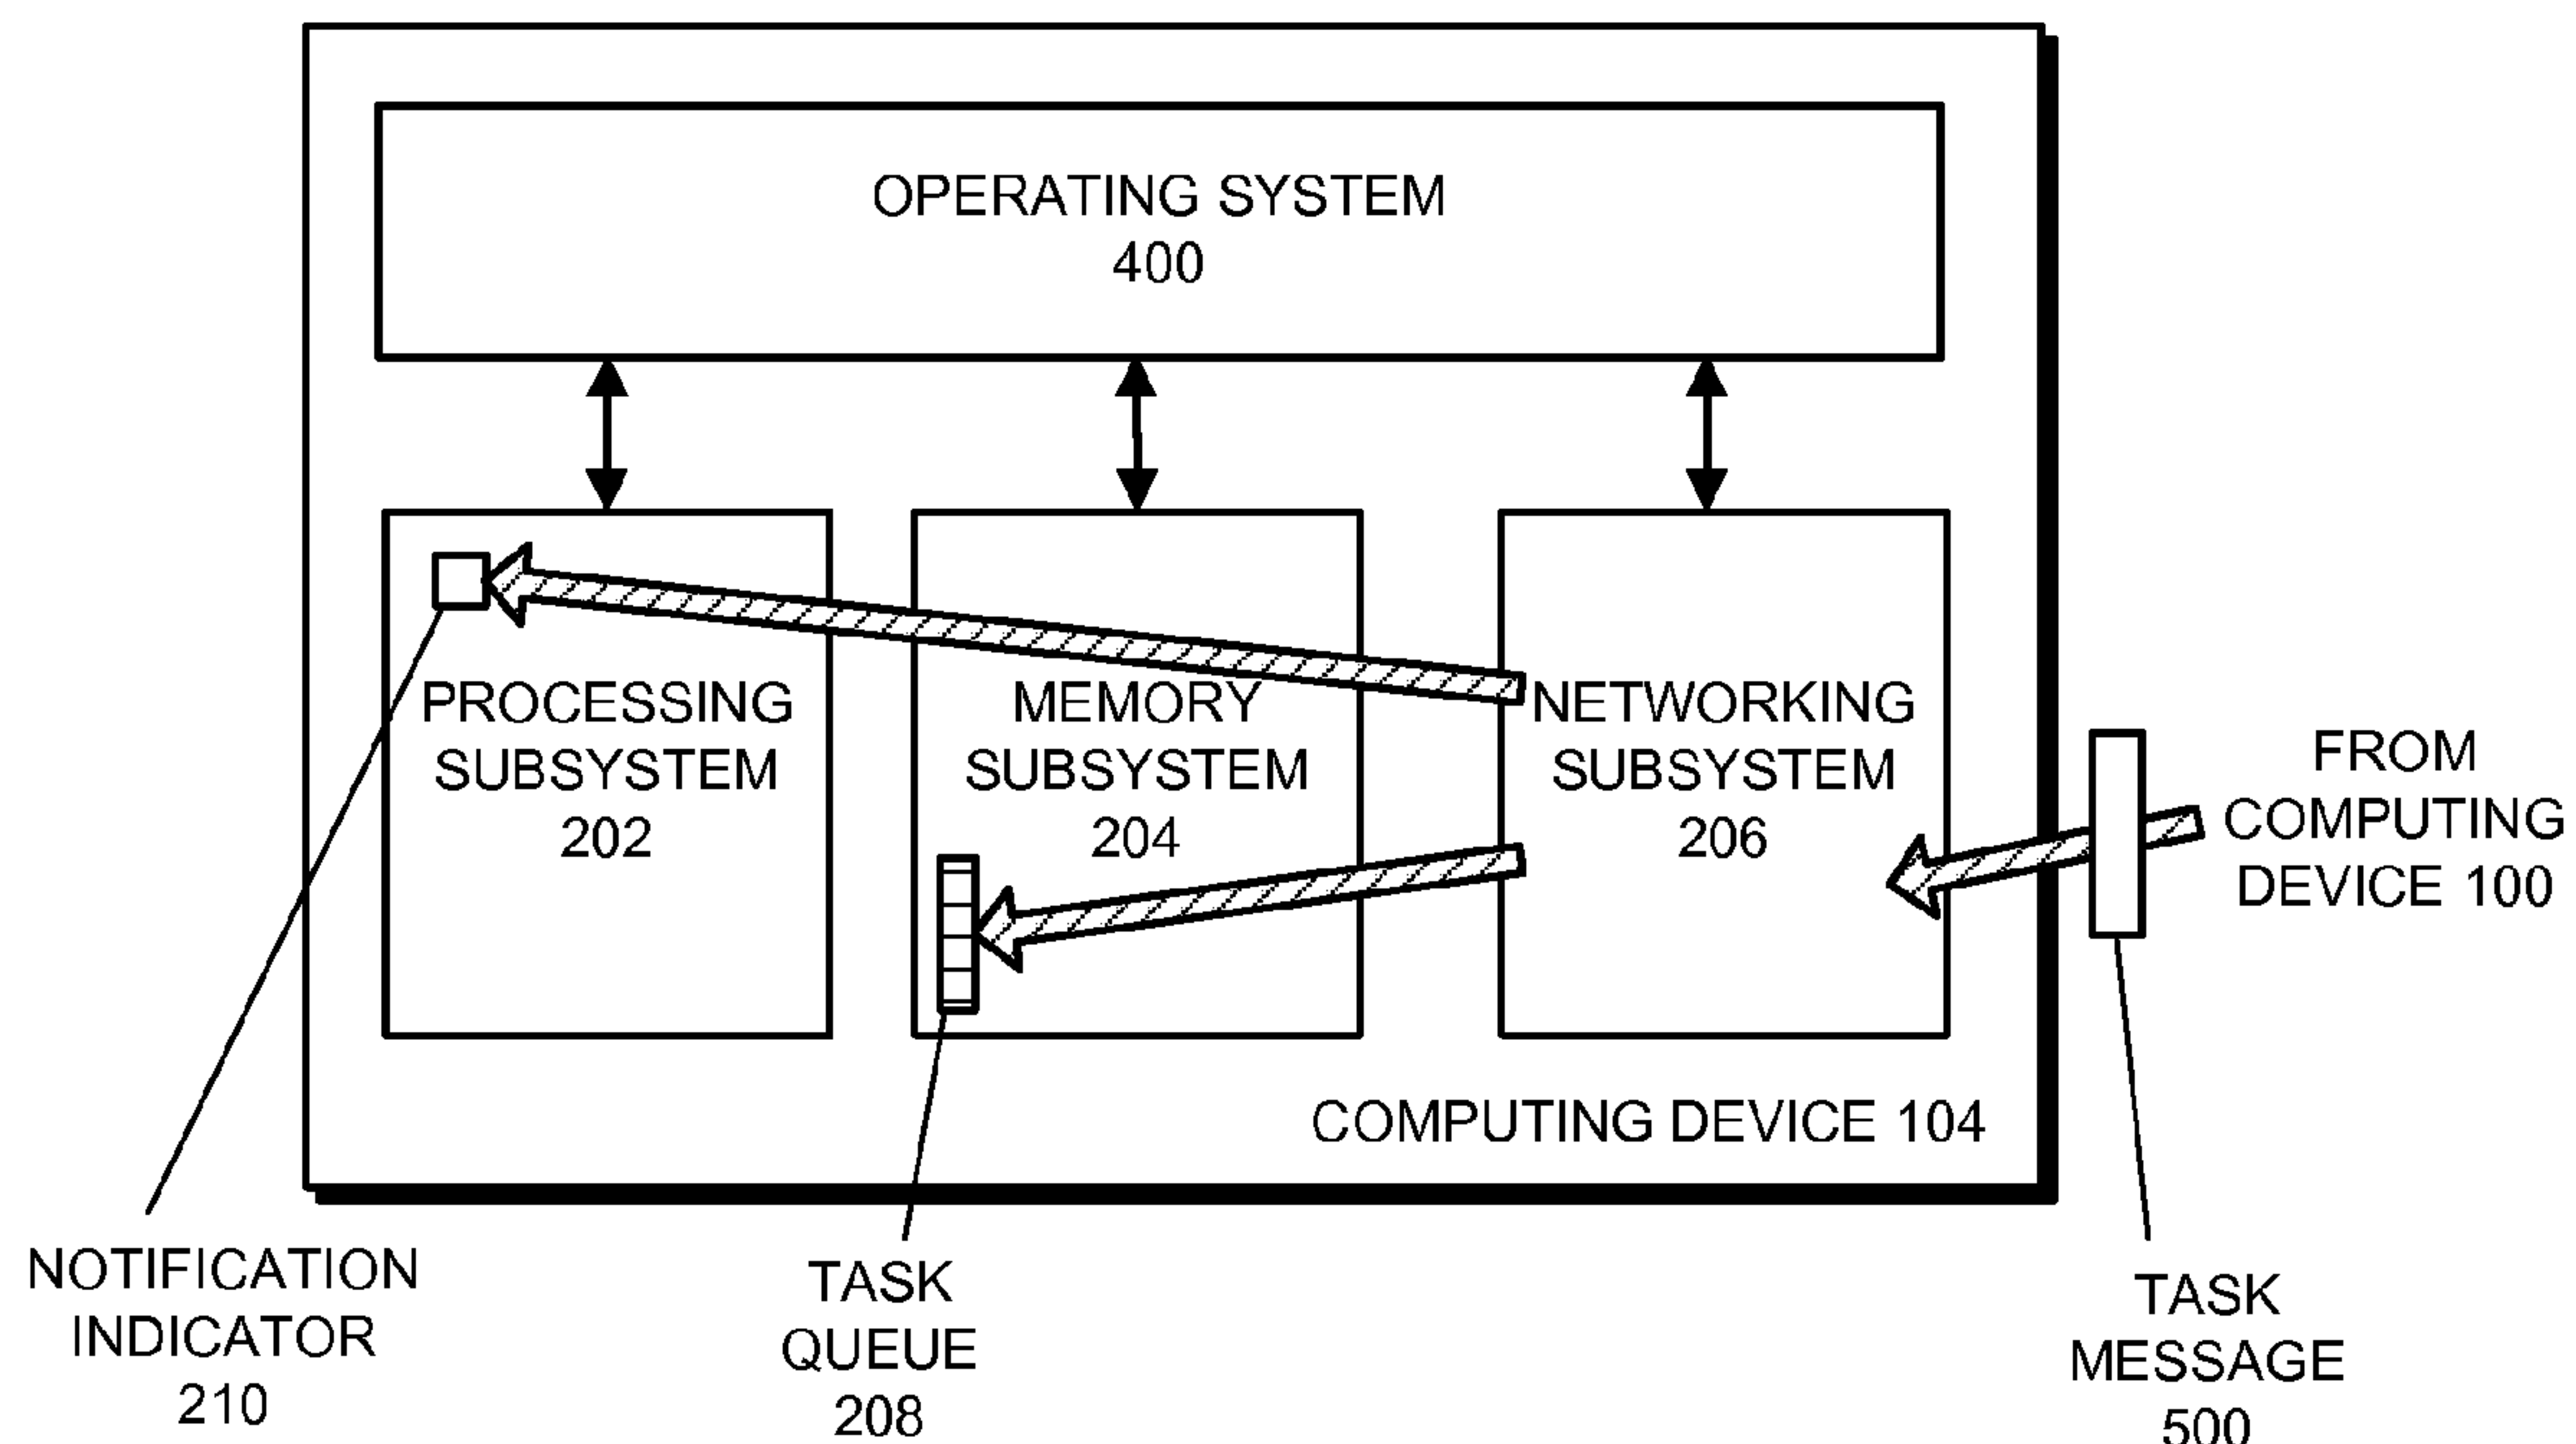 OPERATING SYSTEM
400
PROCESSING
SUBSYSTEM
202
MEMORY
SUBSYSTEM
204
NETWORKING
SUBSYSTEM
206
FROM
COMPUTING
DEVICE 100
COMPUTING DEVICE 104
NOTIFICATION
INDICATOR
210
TASK
QUEUE
208
TASK
MESSAGE
500